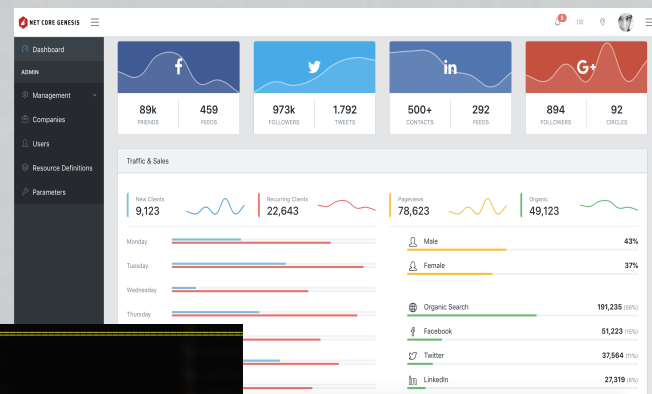 NET CORE GENESIS
5
Dashboard
ADMIN
Management
Companies
Users
Resource Definitions
Parameters
f
in
G+
89k
FRIENDS
459
FEEDS
973k
FOLLOWERS
1.792
TWEETS
500+
CONTACTS
292
FEEDS
894
FOLLOWERS
92
CIRCLES
Traffic & Sales
New Clients
9,123
Recurring Clients
22,643
Pageviews
78,623
Organic
49,123
Monday
Tuesday
Wednesday
Thursday
Male 43%
Female 37%
Organic Search 191,235 (56%)
Facebook 51,223 (15%)
Twitter 37,564 (11%)
LinkedIn 27,319 (8%)